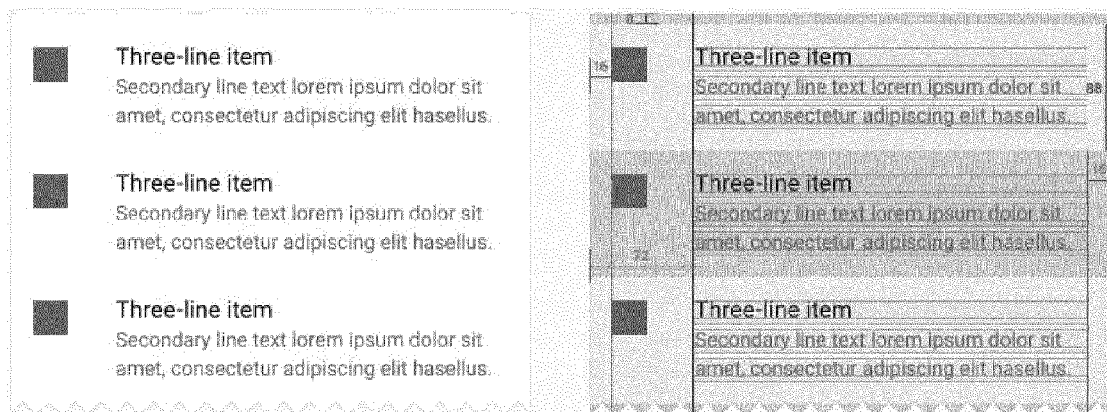 Three-line item
Secondary line text lorem ipsum dolor sit
amet, consectetur adipiscing elit hasellus.
Three-line item
Secondary line text lorem ipsum dolor sit
amet, consectetur adipiscing elit hasellus.
Three-line item
Secondary line text lorem ipsum dolor sit
amet, consectetur adipiscing elit hasellus.
Three-line item
16
Secondary line text lorem ipsum dolor sit
88
amet, consectetur adipiscing elit hasellus.
16
Three-line item
Secondary line text lorem ipsum dolor sit
amet, consectetur adipiscing elit hasellus.
72
Three-line item
Secondary line text lorem ipsum dolor sit
amet, consectetur adipiscing elit hasellus.